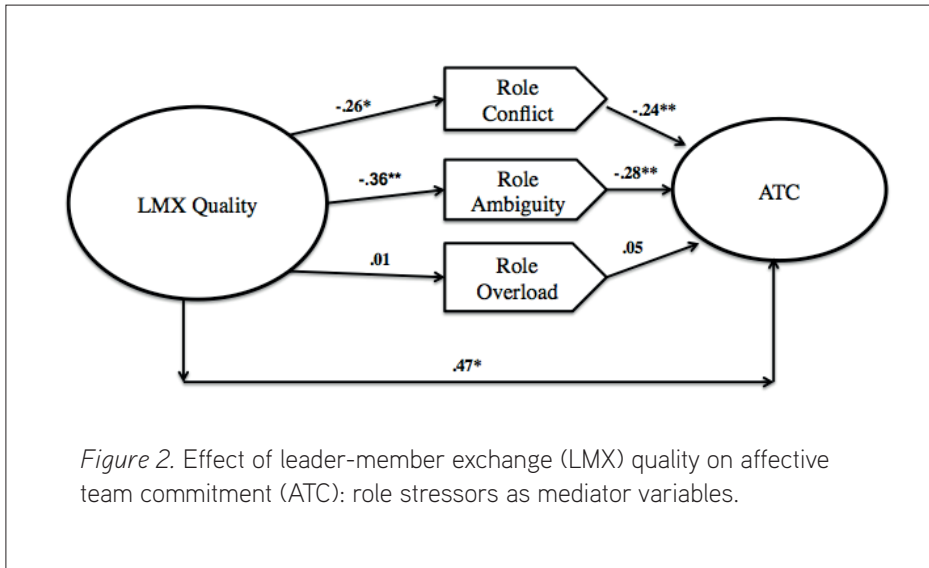 Role
Conflict
-.26*
-.24**
LMX Quality
-.36**
Role
Ambiguity
-.28**
ATC
.01
Role
Overload
.05
.47*
Figure 2. Effect of leader-member exchange (LMX) quality on affective
team commitment (ATC): role stressors as mediator variables.